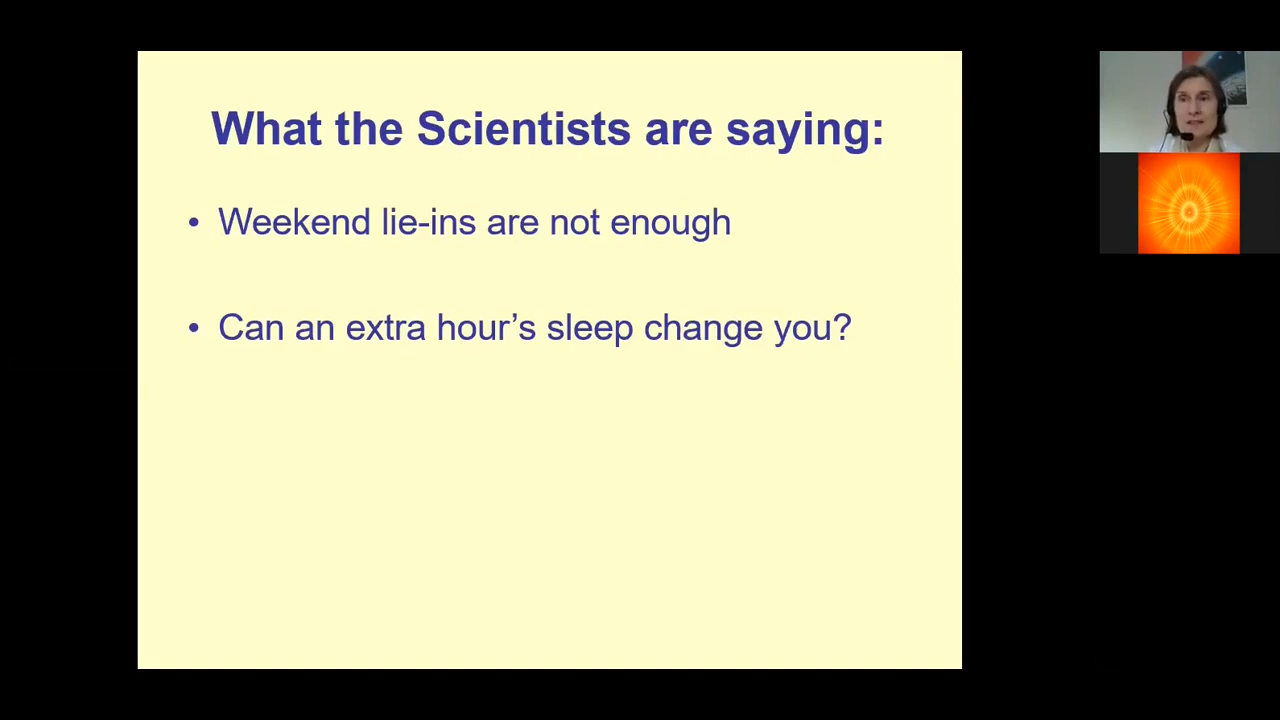 What the Scientists are saying:
• Weekend lie-ins are not enough
• Can an extra hour’s sleep change you?